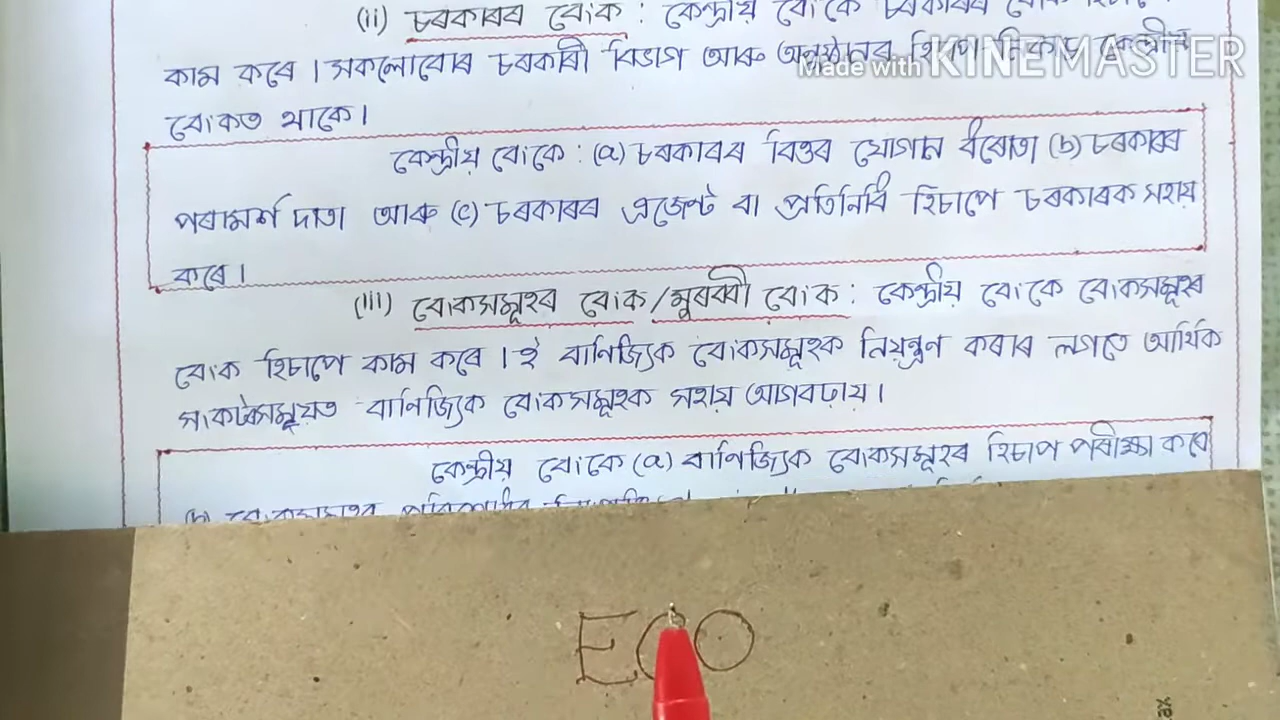 (ii) চৰকাৰৰ বেংক : কেন্দ্ৰীয় বেংকে চৰকাৰৰ বেংক হিচাপে
কাম কৰে । সকলোবোৰ চৰকাৰী বিভাগ আৰু অনুষ্ঠানৰ হিচাপ নিকাচ কেন্দ্ৰীয়
বেংকত থাকে ।
কেন্দ্ৰীয় বেংকে : (a) চৰকাৰৰ বিত্তৰ যোগান ধৰোতা (b) চৰকাৰৰ
পৰামৰ্শ দাতা আৰু (c) চৰকাৰৰ এজেণ্ট বা প্ৰতিনিধি হিচাপে চৰকাৰক সহায়
কৰে ।
(iii) বেংকসমূহৰ বেংক / মুৰব্বী বেংক : কেন্দ্ৰীয় বেংকে বেংকসমূহৰ
বেংক হিচাপে কাম কৰে । ই বাণিজ্যিক বেংকসমূহক নিয়ন্ত্ৰণ কৰাৰ লগতে আৰ্থিক
বাণিজ্যিক বেংকসমূহক সহায় আগবঢ়ায় ।
কেন্দ্ৰীয় বেংকে (a) বাণিজ্যিক বেংকসমূহৰ হিচাপ পৰীক্ষা কৰে
(b) বেংকসমূহৰ
Made with KINEMASTER
ECO